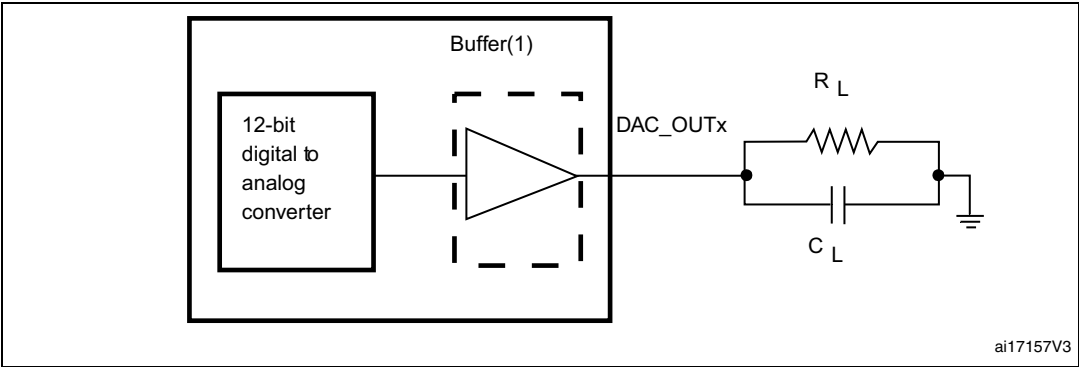 Buffer(1)
12-bit
digital to
analog
converter
DAC_OUTx
R L
C L
ai17157V3